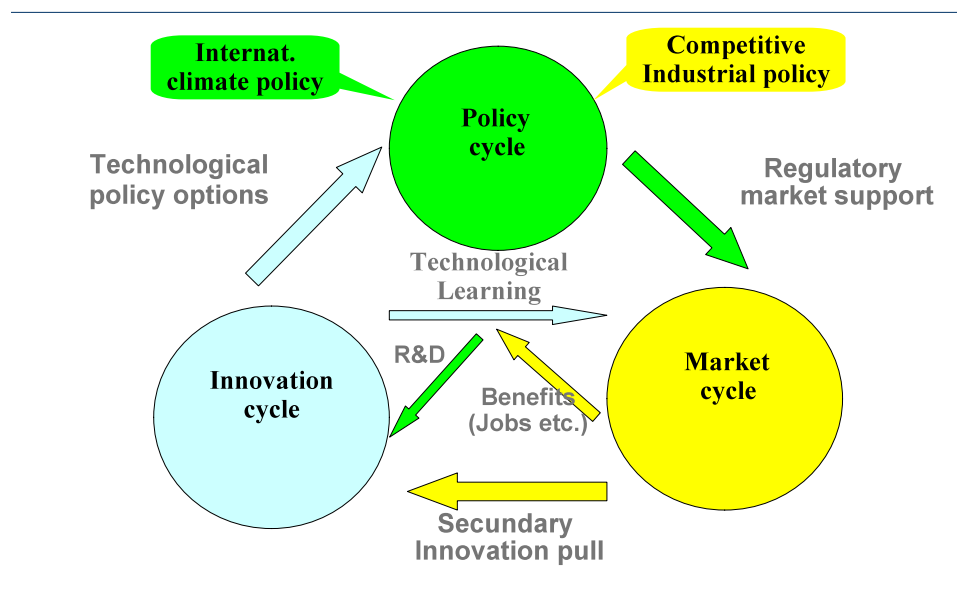 Internat.
climate policy
Competitive
Industrial policy
Policy
cycle
Technological
policy options
Regulatory
market support
Technological
Learning
R&D
Innovation
cycle
Benefits
(Jobs etc.)
Market
cycle
Secundary
Innovation pull